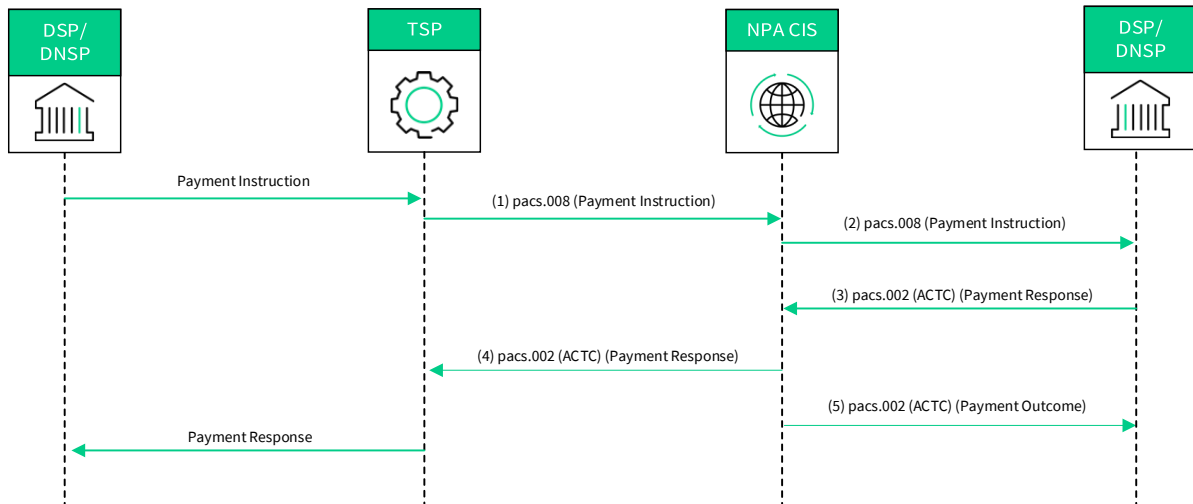 DSP/
DNSP
TSP
NPA CIS
DSP/
DNSP
Payment Instruction
(1) pacs.008 (Payment Instruction)
(2) pacs.008 (Payment Instruction)
(3) pacs.002 (ACTC) (Payment Response)
(4) pacs.002 (ACTC) (Payment Response)
(5) pacs.002 (ACTC) (Payment Outcome)
Payment Response